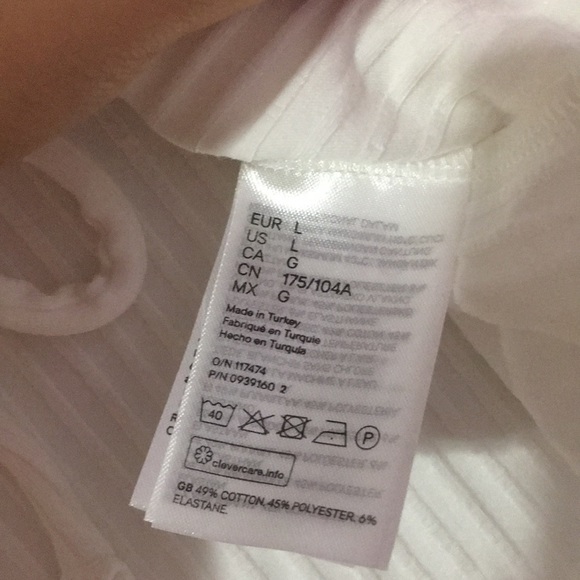 EUR L
US L
CA G
CN 175/104A
MX G
Made in Turkey
Fabriqué en Turquie
Hecho en Turquía
O/N 117474
P/N 0939160 2
40
P
clevercare.info
GB 49% COTTON, 45% POLYESTER, 6%
ELASTANE